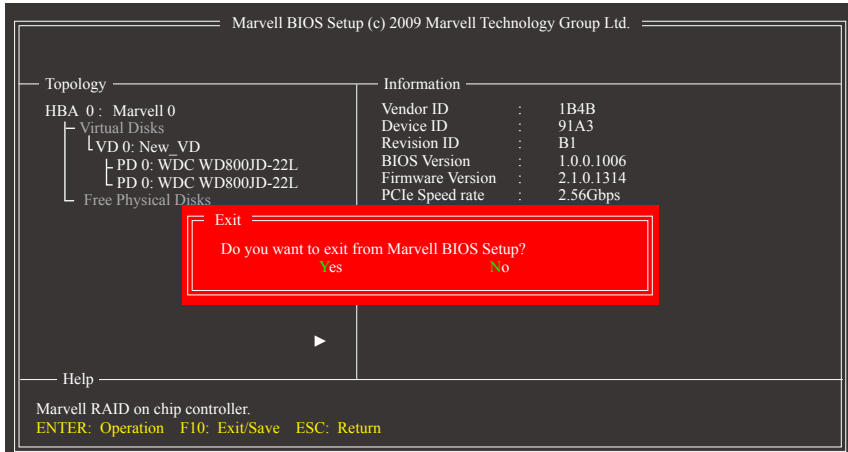 Marvell BIOS Setup (c) 2009 Marvell Technology Group Ltd.
Topology
HBA 0 : Marvell 0
Virtual Disks
VD 0: New_VD
PD 0: WDC WD800JD-22L
PD 0: WDC WD800JD-22L
Free Physical Disks
Information
Vendor ID : 1B4B
Device ID : 91A3
Revision ID : B1
BIOS Version : 1.0.0.1006
Firmware Version : 2.1.0.1314
PCIe Speed rate : 2.56Gbps
Exit
Do you want to exit from Marvell BIOS Setup?
Yes No
Help
Marvell RAID on chip controller.
ENTER: Operation F10: Exit/Save ESC: Return